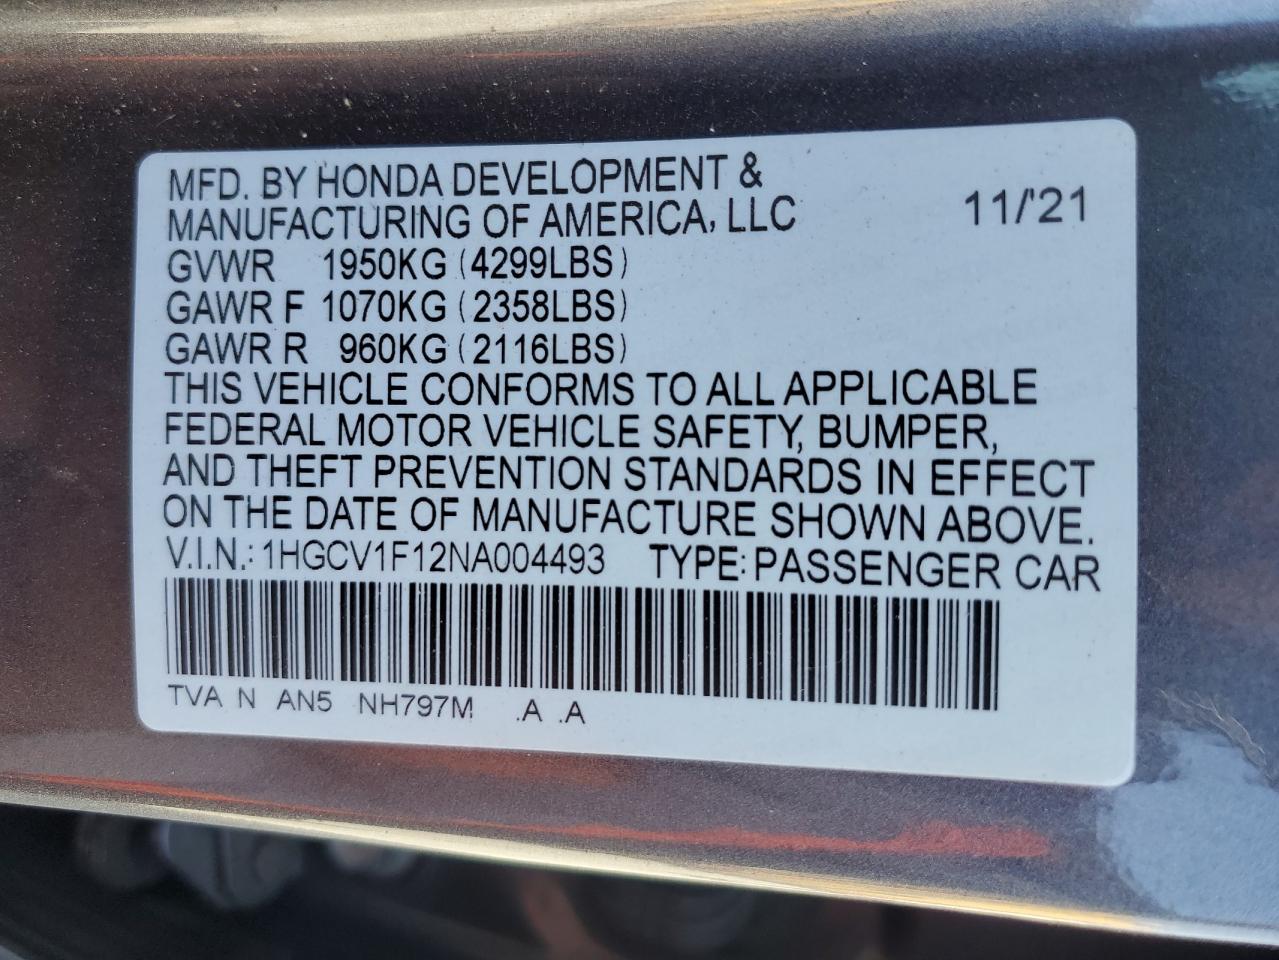 MFD. BY HONDA DEVELOPMENT &
MANUFACTURING OF AMERICA, LLC 11/'21
GVWR 1950KG (4299LBS)
GAWR F 1070KG (2358LBS)
GAWR R 960KG (2116LBS)
THIS VEHICLE CONFORMS TO ALL APPLICABLE
FEDERAL MOTOR VEHICLE SAFETY, BUMPER,
AND THEFT PREVENTION STANDARDS IN EFFECT
ON THE DATE OF MANUFACTURE SHOWN ABOVE.
V.I.N.: 1HGCV1F12NA004493 TYPE: PASSENGER CAR
TVA N AN5 NH797M .A .A